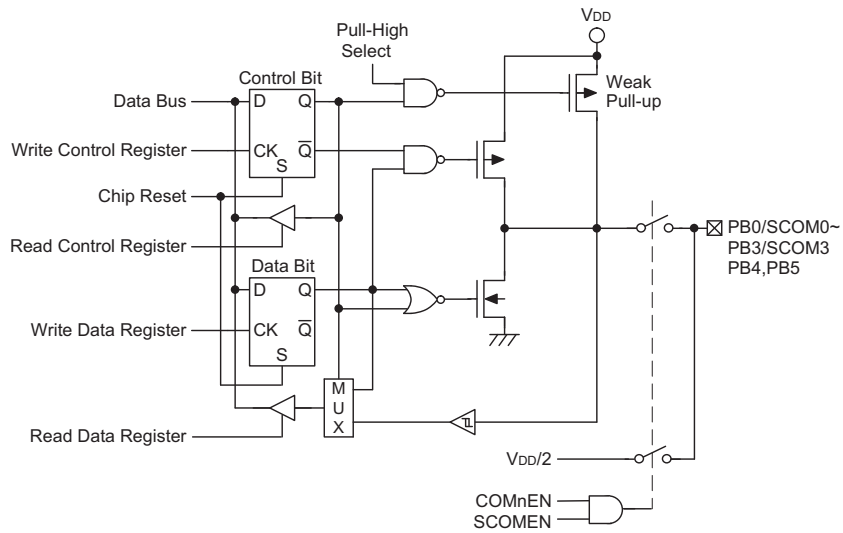 VDD
Pull-High
Select
Control Bit
Weak
Pull-up
Data Bus
D
Q
Write Control Register
CK
Q
S
Chip Reset
Read Control Register
PB0/SCOM0~
PB3/SCOM3
PB4,PB5
Data Bit
D
Q
Write Data Register
CK
Q
S
M
U
X
Read Data Register
VDD/2
COMnEN
SCOMEN